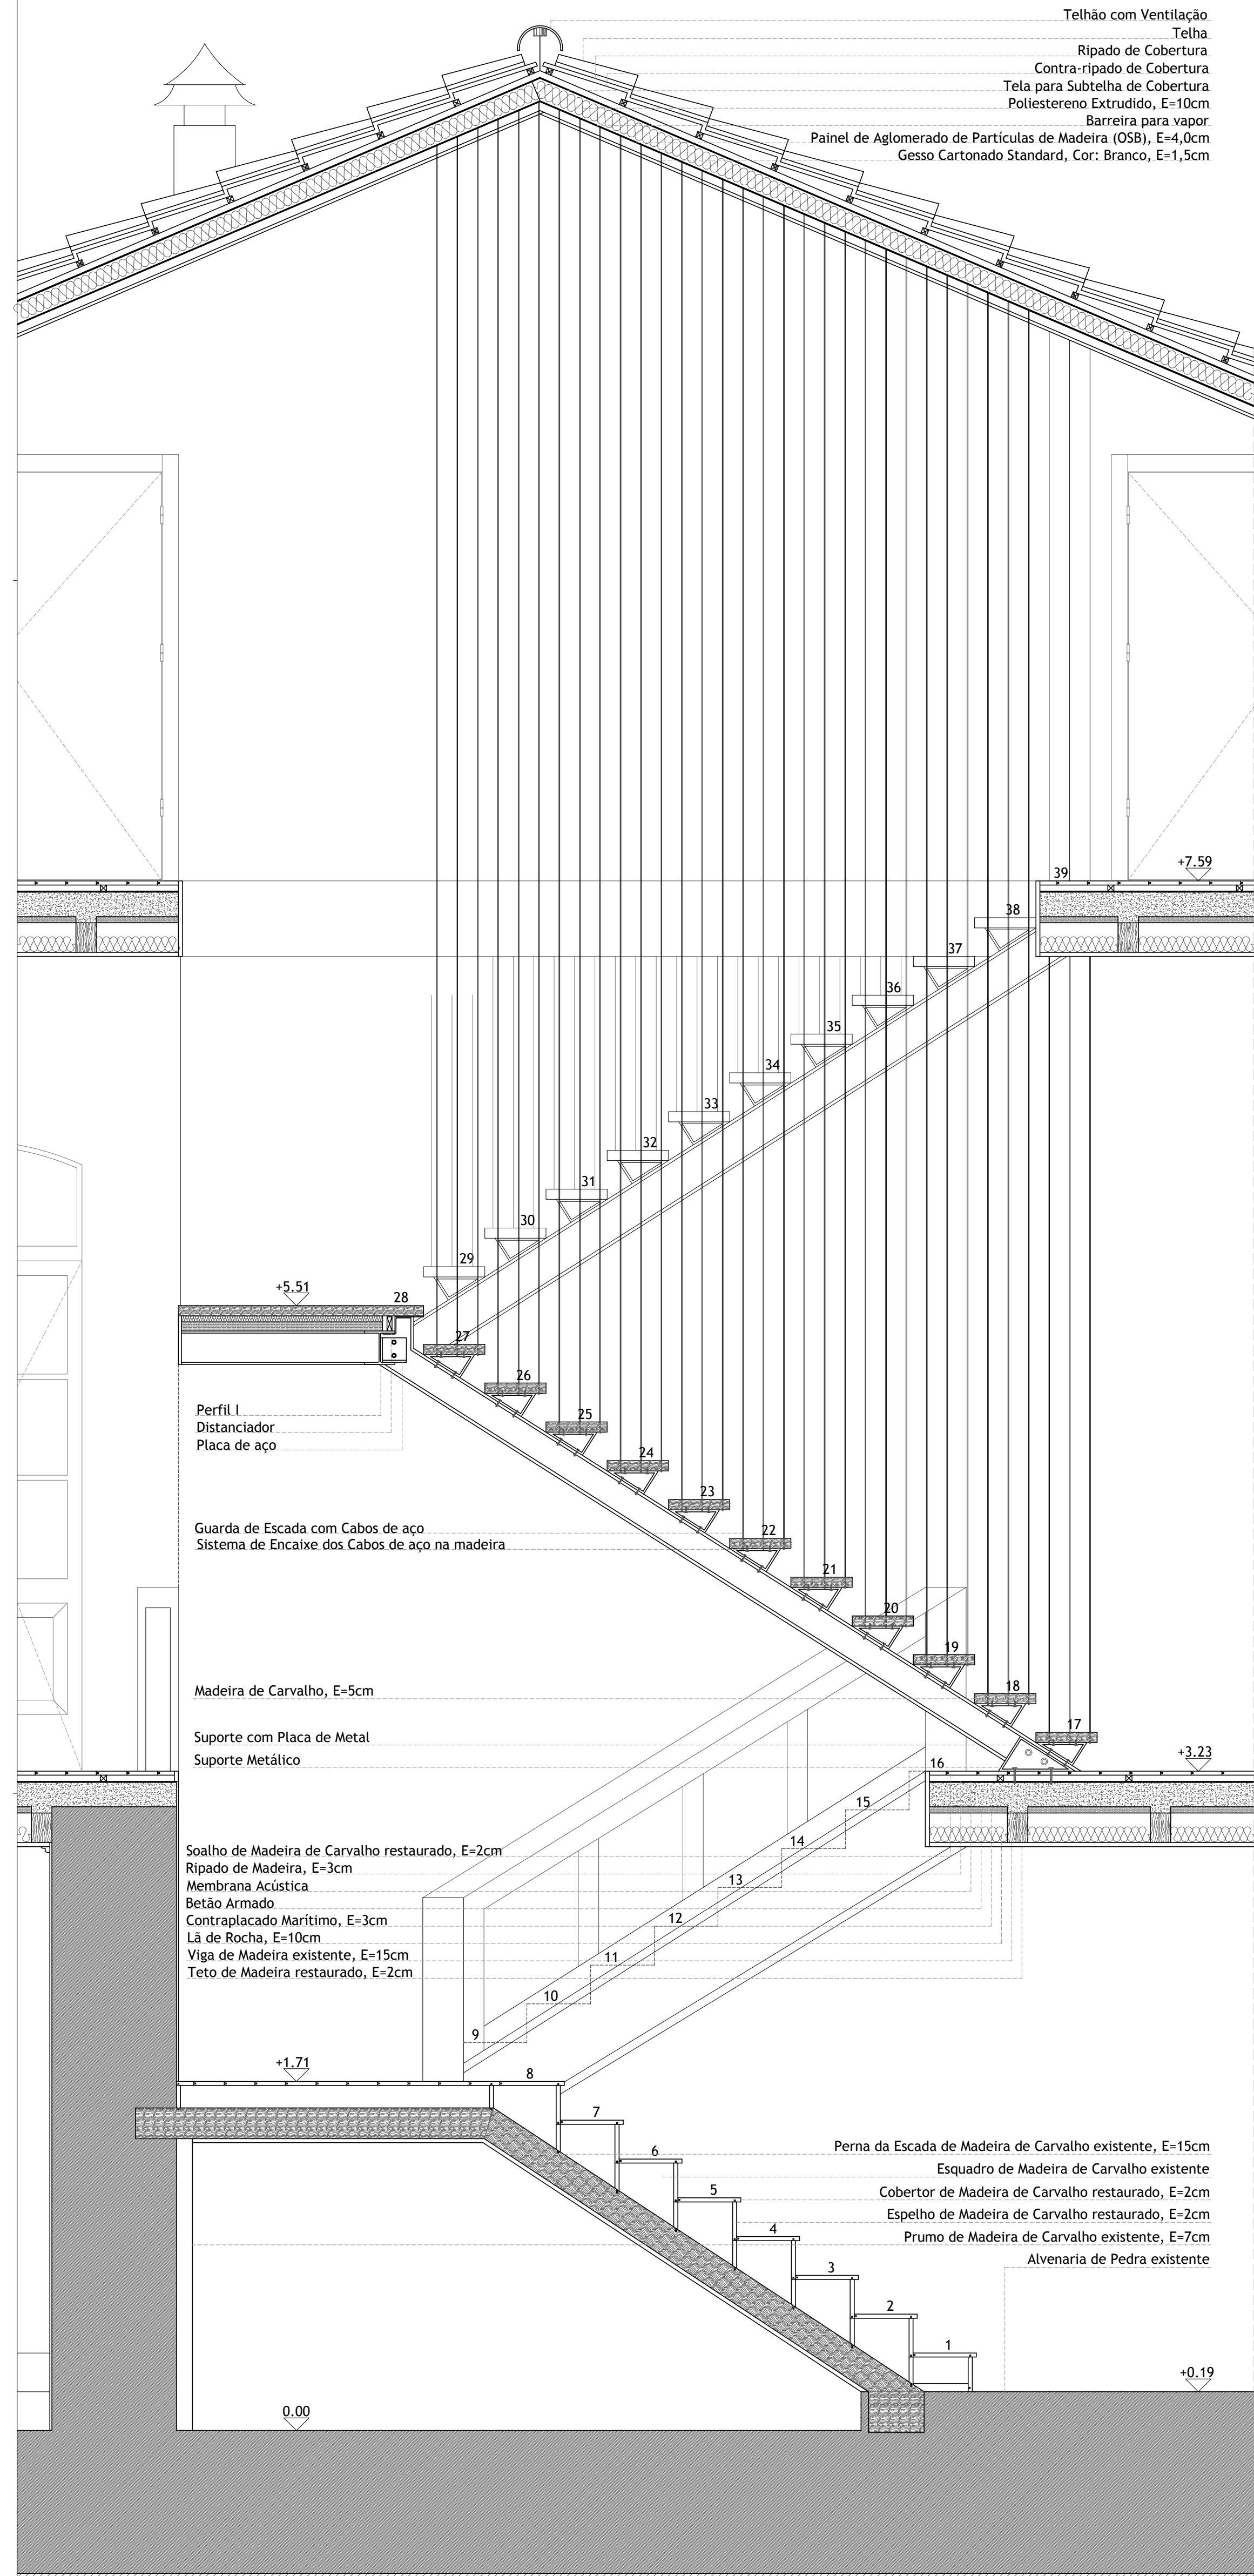 Telhão com Ventilação
Telha
Ripado de Cobertura
Contra-ripado de Cobertura
Tela para Subtelha de Cobertura
Poliestereno Extrudido, E=10cm
Barreira para vapor
Painel de Aglomerado de Partículas de Madeira (OSB), E=4,0cm
Gesso Cartonado Standard, Cor: Branco, E=1,5cm
+7.59
39
38
37
36
35
34
33
32
31
30
29
+5.51
28
27
26
25
24
23
22
21
20
19
18
17
Perfil I
Distanciador
Placa de aço
Guarda de Escada com Cabos de aço
Sistema de Encaixe dos Cabos de aço na madeira
Madeira de Carvalho, E=5cm
Suporte com Placa de Metal
Suporte Metálico
+3.23
16
15
14
13
12
11
10
9
Soalho de Madeira de Carvalho restaurado, E=2cm
Ripado de Madeira, E=3cm
Membrana Acústica
Betão Armado
Contraplacado Marítimo, E=3cm
Lã de Rocha, E=10cm
Viga de Madeira existente, E=15cm
Teto de Madeira restaurado, E=2cm
+1.71
8
7
6
5
4
3
2
1
Perna da Escada de Madeira de Carvalho existente, E=15cm
Esquadro de Madeira de Carvalho existente
Cobertor de Madeira de Carvalho restaurado, E=2cm
Espelho de Madeira de Carvalho restaurado, E=2cm
Prumo de Madeira de Carvalho existente, E=7cm
Alvenaria de Pedra existente
+0.19
0.00